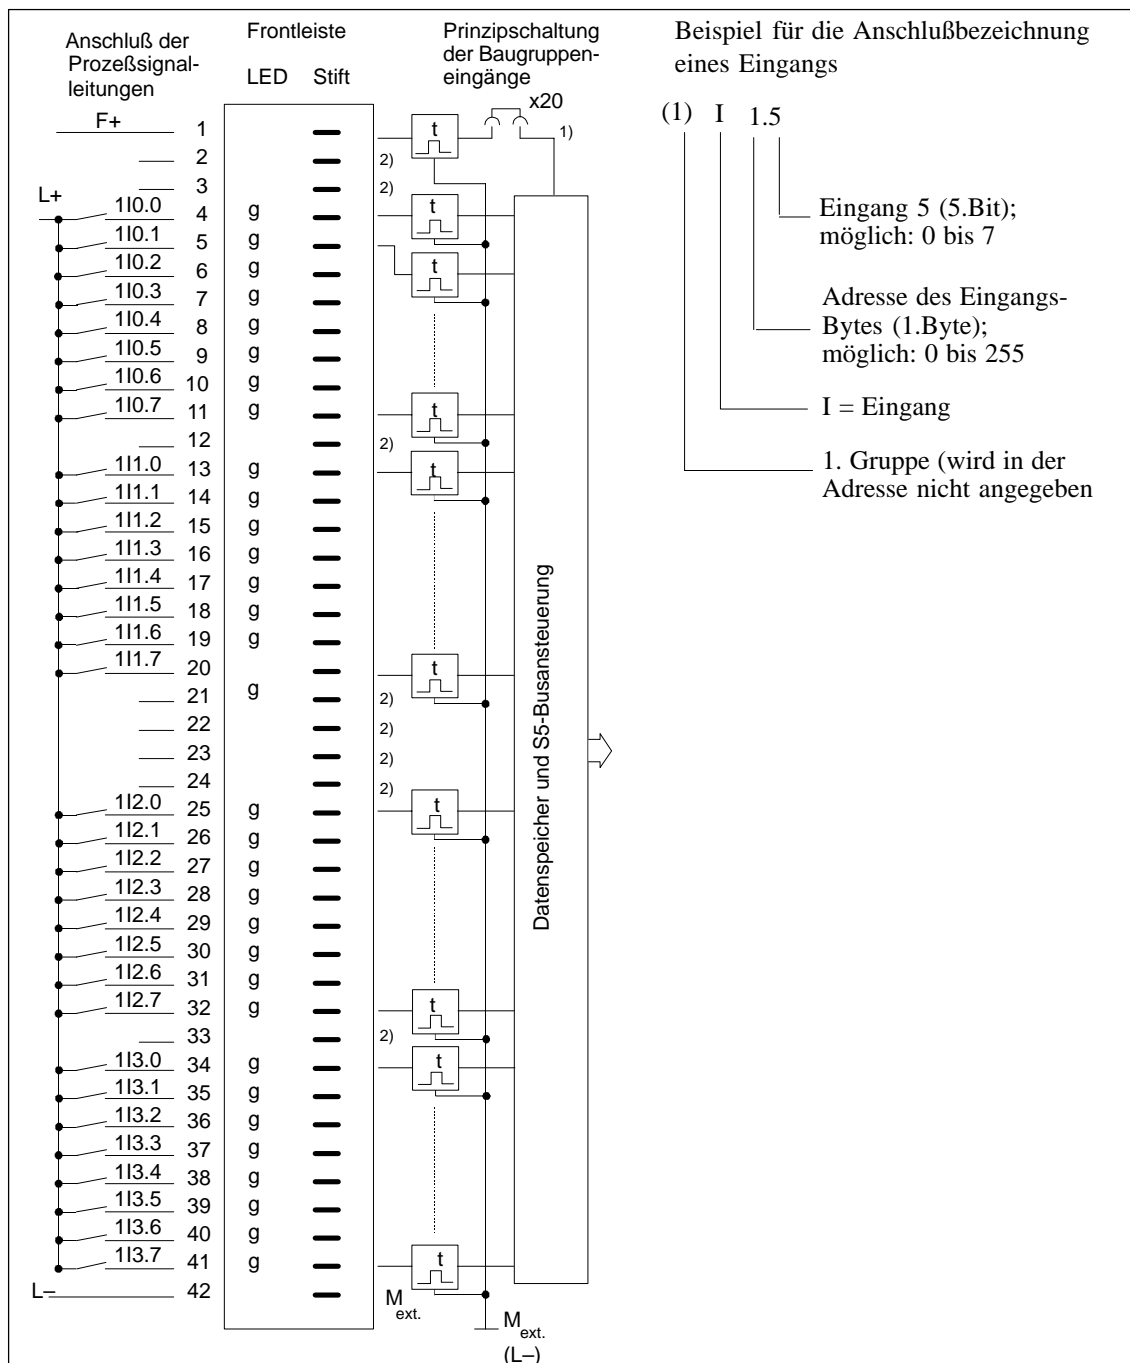 Anschluß der
Prozeßsignal-
leitungen
Frontleiste
LED Stift
Prinzipschaltung
der Baugruppen-
eingänge
x20
1)
F+ 1
2 2)
3 2)
L+
1I0.0 4 g
1I0.1 5 g
1I0.2 6 g
1I0.3 7 g
1I0.4 8 g
1I0.5 9 g
1I0.6 10 g
1I0.7 11 g
12 2)
1I1.0 13 g
1I1.1 14 g
1I1.2 15 g
1I1.3 16 g
1I1.4 17 g
1I1.5 18 g
1I1.6 19 g
1I1.7 20
21 g 2)
22 2)
23 2)
24 2)
1I2.0 25 g
1I2.1 26 g
1I2.2 27 g
1I2.3 28 g
1I2.4 29 g
1I2.5 30 g
1I2.6 31 g
1I2.7 32 g
33 2)
1I3.0 34 g
1I3.1 35 g
1I3.2 36 g
1I3.3 37 g
1I3.4 38 g
1I3.5 39 g
1I3.6 40 g
1I3.7 41 g
L– 42
t
t
t
t
t
t
t
t
t
t
Mext.
Mext.
(L–)
Datenspeicher und S5-Busansteuerung
Beispiel für die Anschlußbezeichnung
eines Eingangs
(1) I 1.5
Eingang 5 (5.Bit);
möglich: 0 bis 7
Adresse des Eingangs-
Bytes (1.Byte);
möglich: 0 bis 255
I = Eingang
1. Gruppe (wird in der
Adresse nicht angegeben